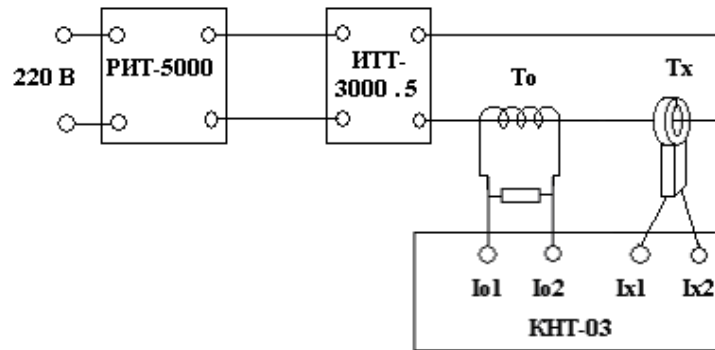 220 В
РИТ-5000
ИТТ-
3000 . 5
То
Тх
Io1
Io2
Ix1
Ix2
КНТ-03